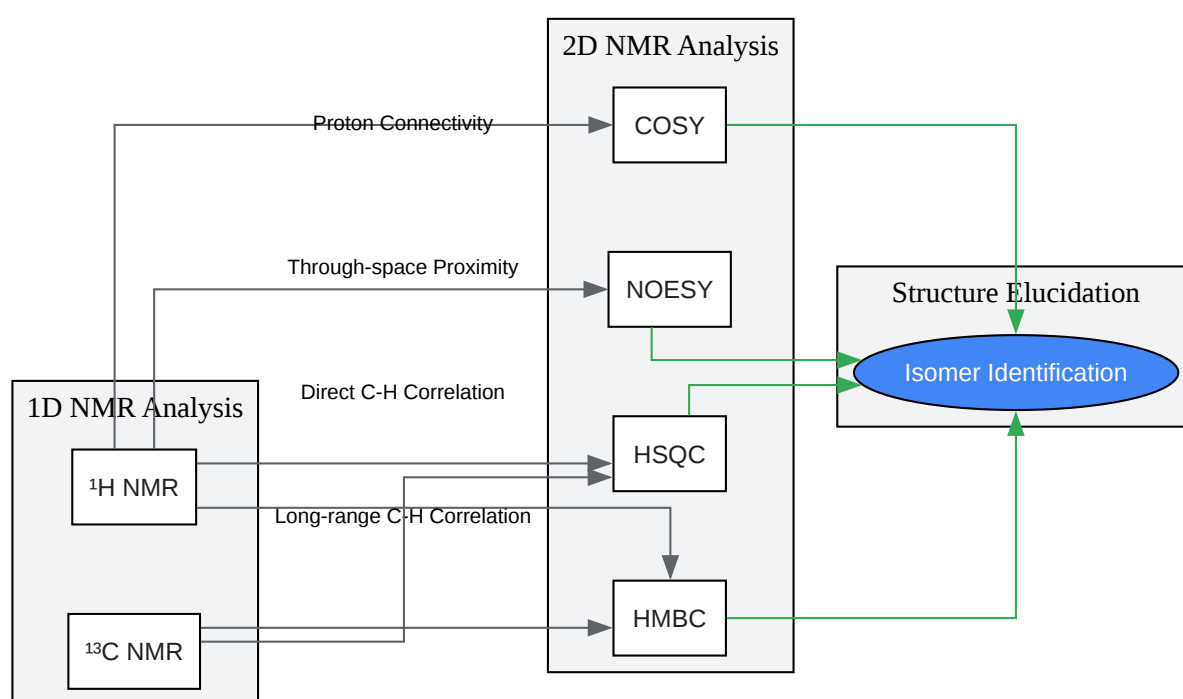 2D NMR Analysis
Proton Connectivity
COSY
Through-space Proximity
NOESY
Structure Elucidation
Isomer Identification
1D NMR Analysis
Direct C-H Correlation
¹H NMR
HSQC
Long-range C-H Correlation
¹³C NMR
HMBC